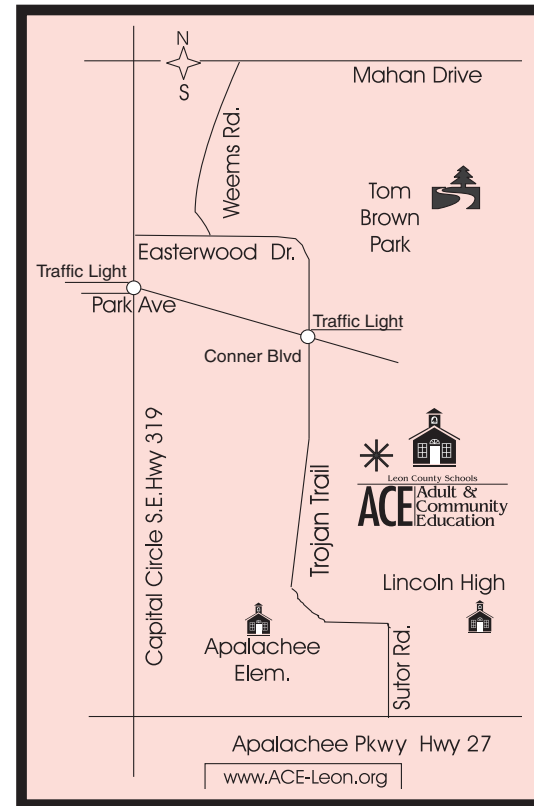 N
S
Mahan Drive
Weems Rd.
Tom
Brown
Park
Easterwood Dr.
Traffic Light
Park Ave
Traffic Light
Conner Blvd
Capital Circle S.E. Hwy 319
Trojan Trail
Leon County Schools
ACE Adult &
Community
Education
Lincoln High
Apalachee
Elem.
Sutor Rd.
Apalachee Pkwy Hwy 27
www.ACE-Leon.org